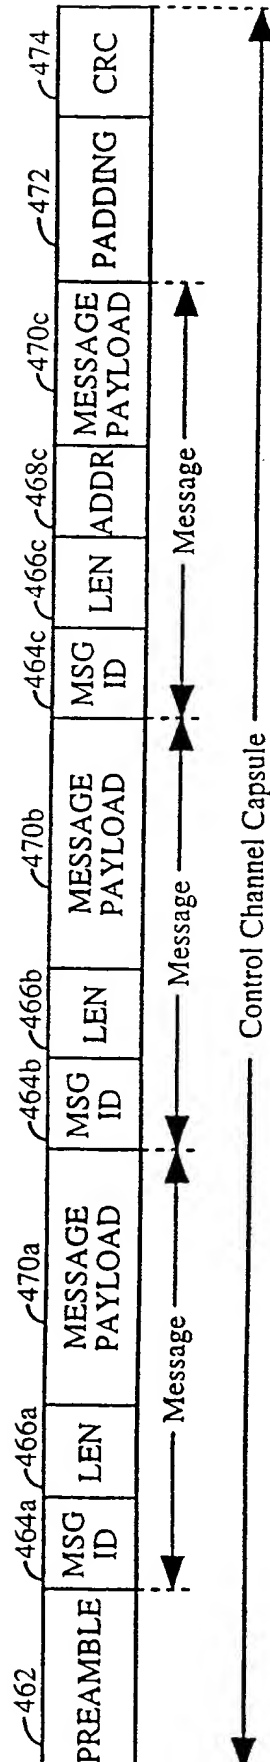 462
464a
466a
470a
464b
466b
470b
464c
466c
468c
470c
472
474
PREAMBLE
MSG
ID
LEN
MESSAGE
PAYLOAD
MSG
ID
LEN
MESSAGE
PAYLOAD
MSG
ID
LEN
ADDR
MESSAGE
PAYLOAD
PADDING
CRC
Message
Message
Message
Control Channel Capsule